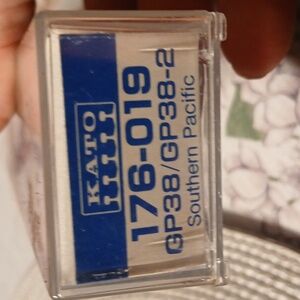 KATO
176-019
GP38/GP38-2
Southern Pacific